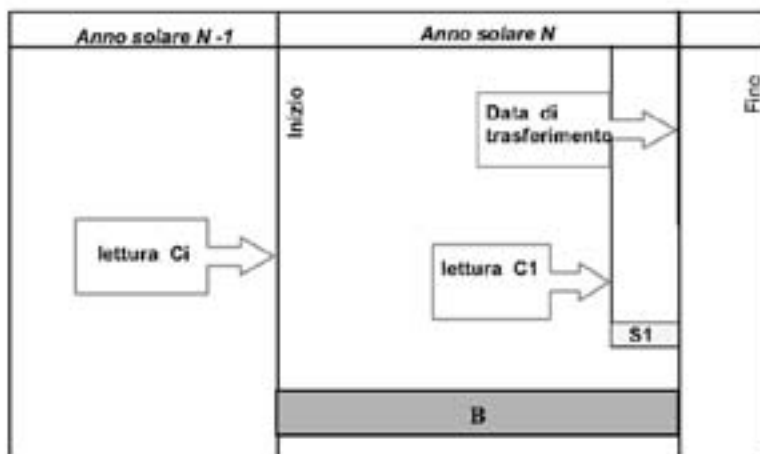 Anno solare N -1
Anno solare N
Inizio
Data di
trasferimento
Fine
lettura Ci
lettura C1
S1
B